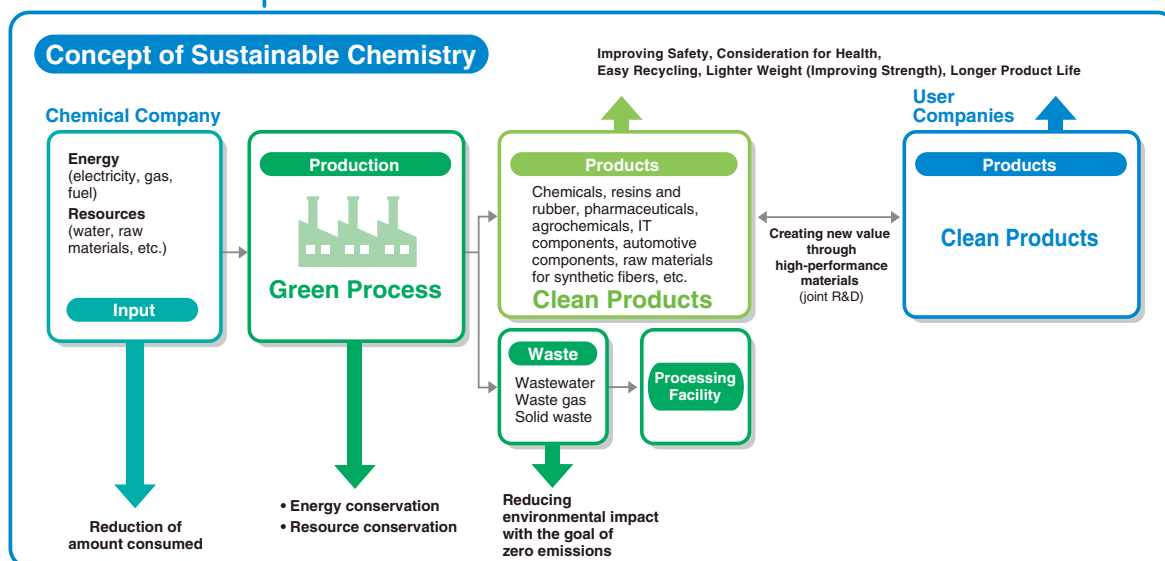 Concept of Sustainable Chemistry
Improving Safety, Consideration for Health,
Easy Recycling, Lighter Weight (Improving Strength), Longer Product Life
Chemical Company
Energy
(electricity, gas,
fuel)
Resources
(water, raw
materials, etc.)
Input
Reduction of
amount consumed
Production
Green Process
• Energy conservation
• Resource conservation
Products
Chemicals, resins and
rubber, pharmaceuticals,
agrochemicals, IT
components, automotive
components, raw materials
for synthetic fibers, etc.
Clean Products
Waste
Wastewater
Waste gas
Solid waste
Processing
Facility
Reducing
environmental impact
with the goal of
zero emissions
Creating new value
through
high-performance
materials
(joint R&D)
User
Companies
Products
Clean Products